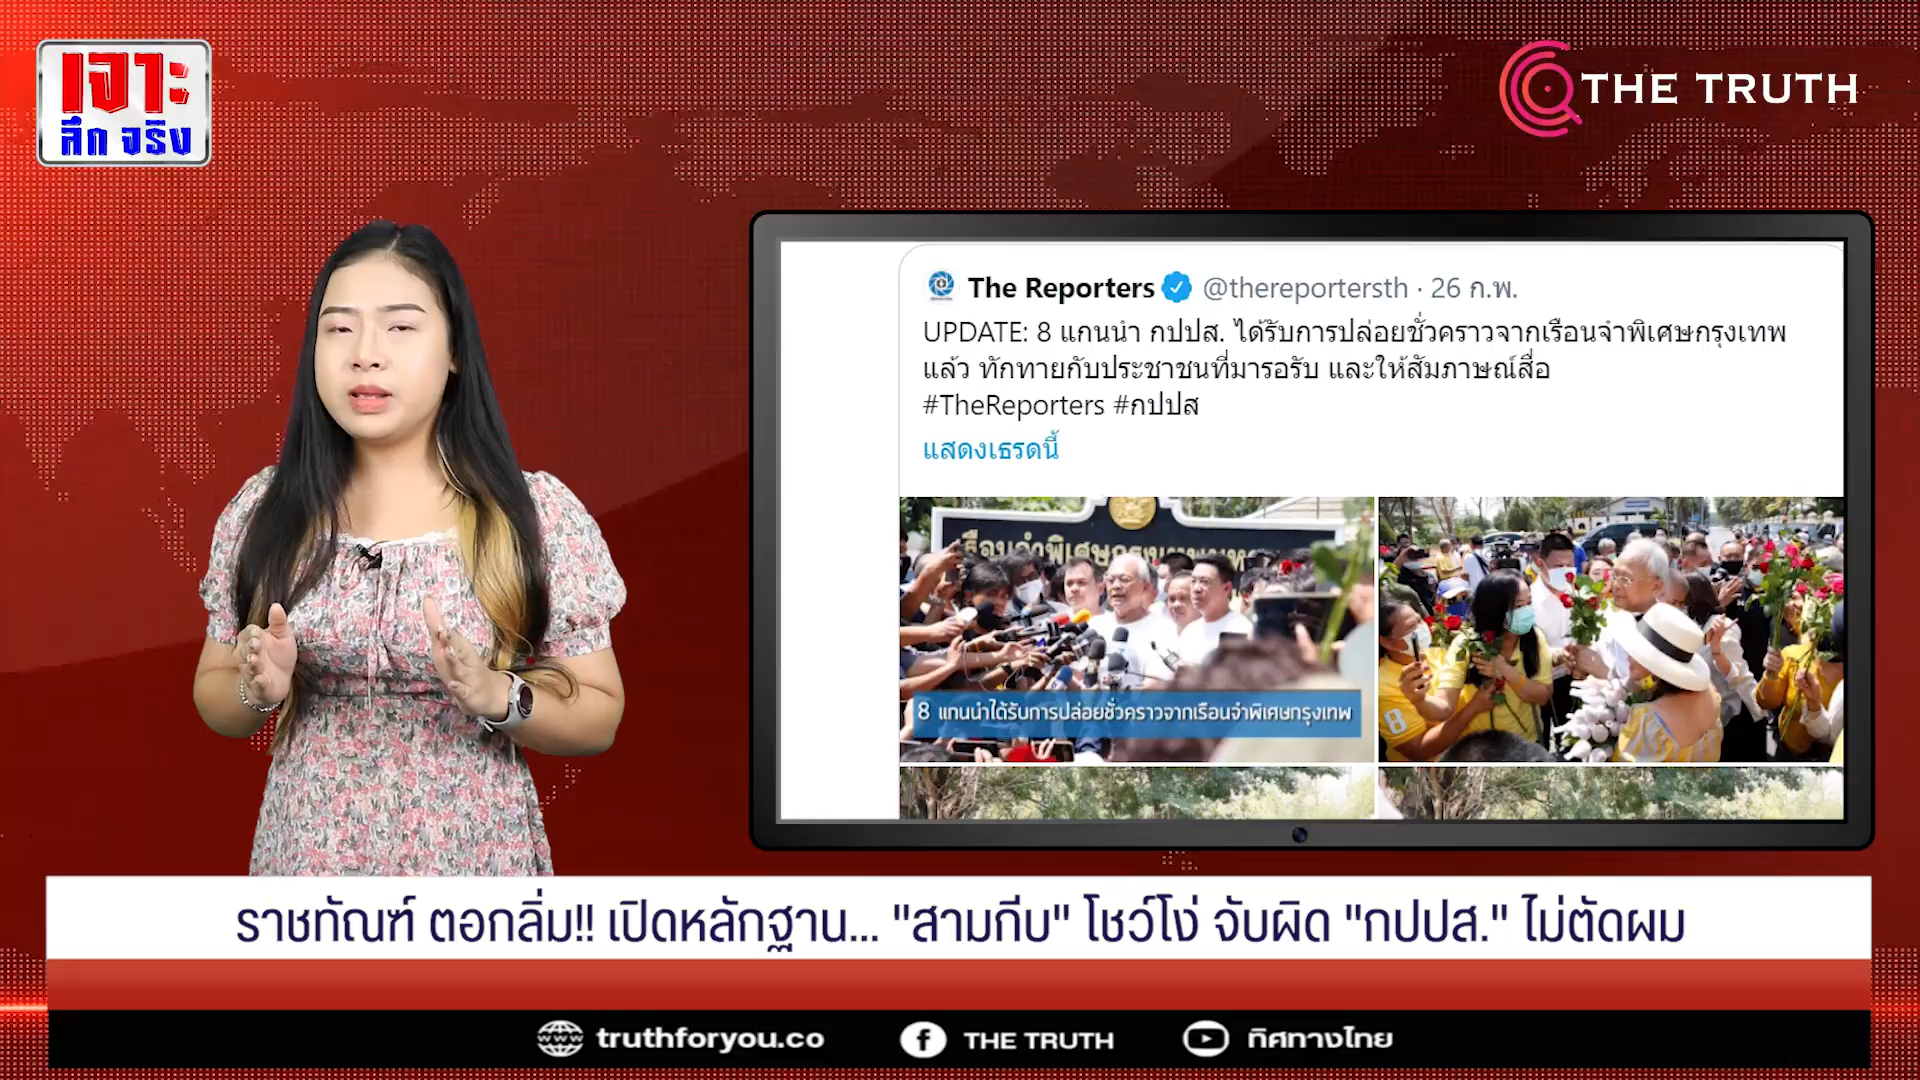 เจาะ
ลึก จริง
THE TRUTH
The Reporters @thereportersth · 26 ก.พ.
UPDATE: 8 แกนนำ กปปส. ได้รับการปล่อยชั่วคราวจากเรือนจำพิเศษกรุงเทพ
แล้ว ทักทายกับประชาชนที่มารอรับ และให้สัมภาษณ์สื่อ
#TheReporters #กปปส
แสดงเธรดนี้
8 แกนนำได้รับการปล่อยชั่วคราวจากเรือนจำพิเศษกรุงเทพ
8
ราชทัณฑ์ ตอกลิ่ม!! เปิดหลักฐาน... "สามกีบ" โชว์โง่ จับผิด "กปปส." ไม่ตัดผม
www truthforyou.co
f THE TRUTH
ทิศทางไทย